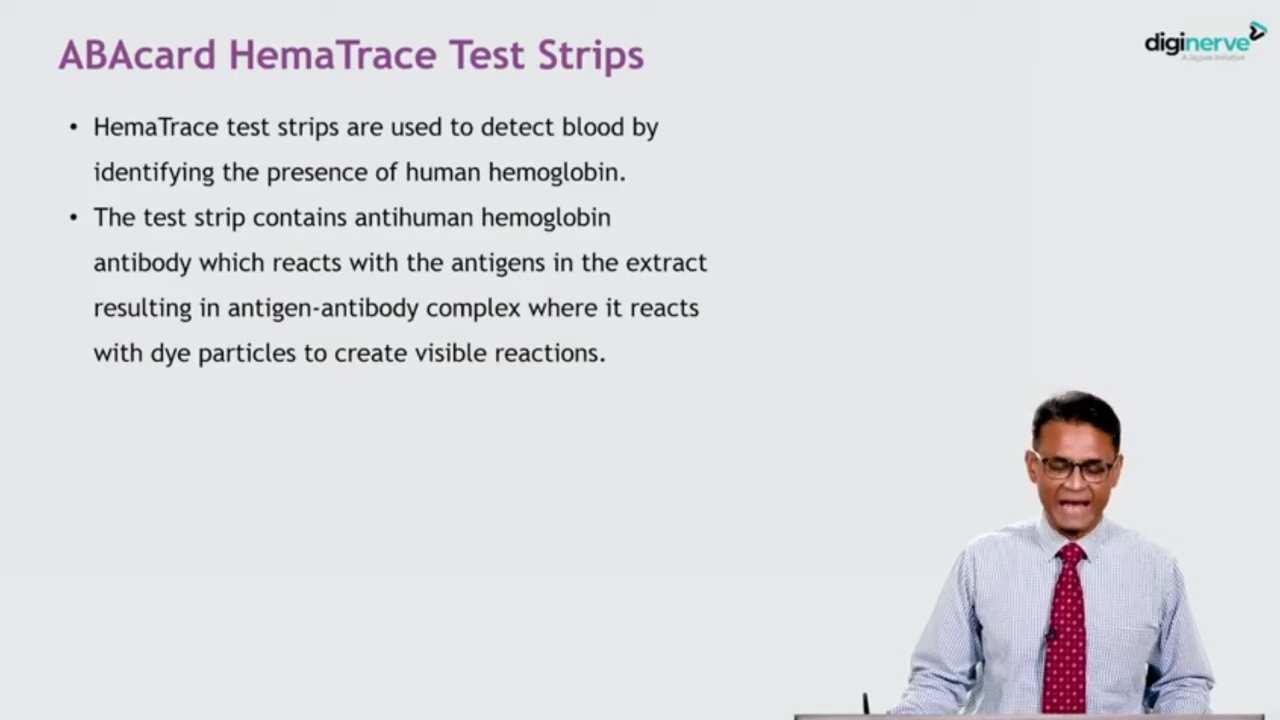 ABAcard HemaTrace Test Strips
diginerve
A Jaypee Initiative
• HemaTrace test strips are used to detect blood by
identifying the presence of human hemoglobin.
• The test strip contains antihuman hemoglobin
antibody which reacts with the antigens in the extract
resulting in antigen-antibody complex where it reacts
with dye particles to create visible reactions.